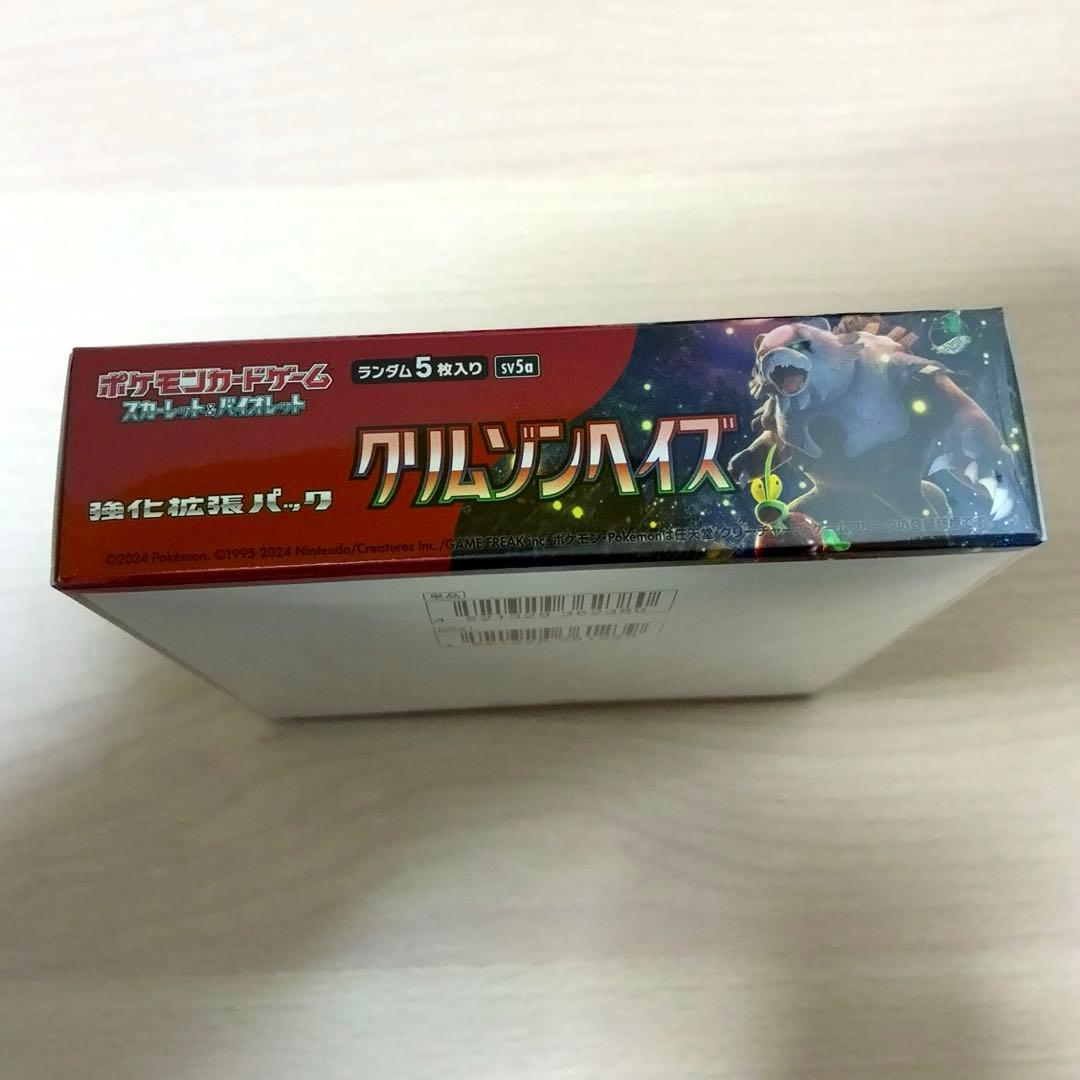 ポケモンカードゲーム
スカーレット&バイオレット
ランダム5枚入り
sv5a
クリムゾンヘイズ
強化拡張パック
©2024 Pokémon. ©1995-2024 Nintendo/Creatures Inc./GAME FREAK inc. ポケモン・Pokémonは任天堂・クリーチャーズ・ゲームフリークの登録商標です
単品